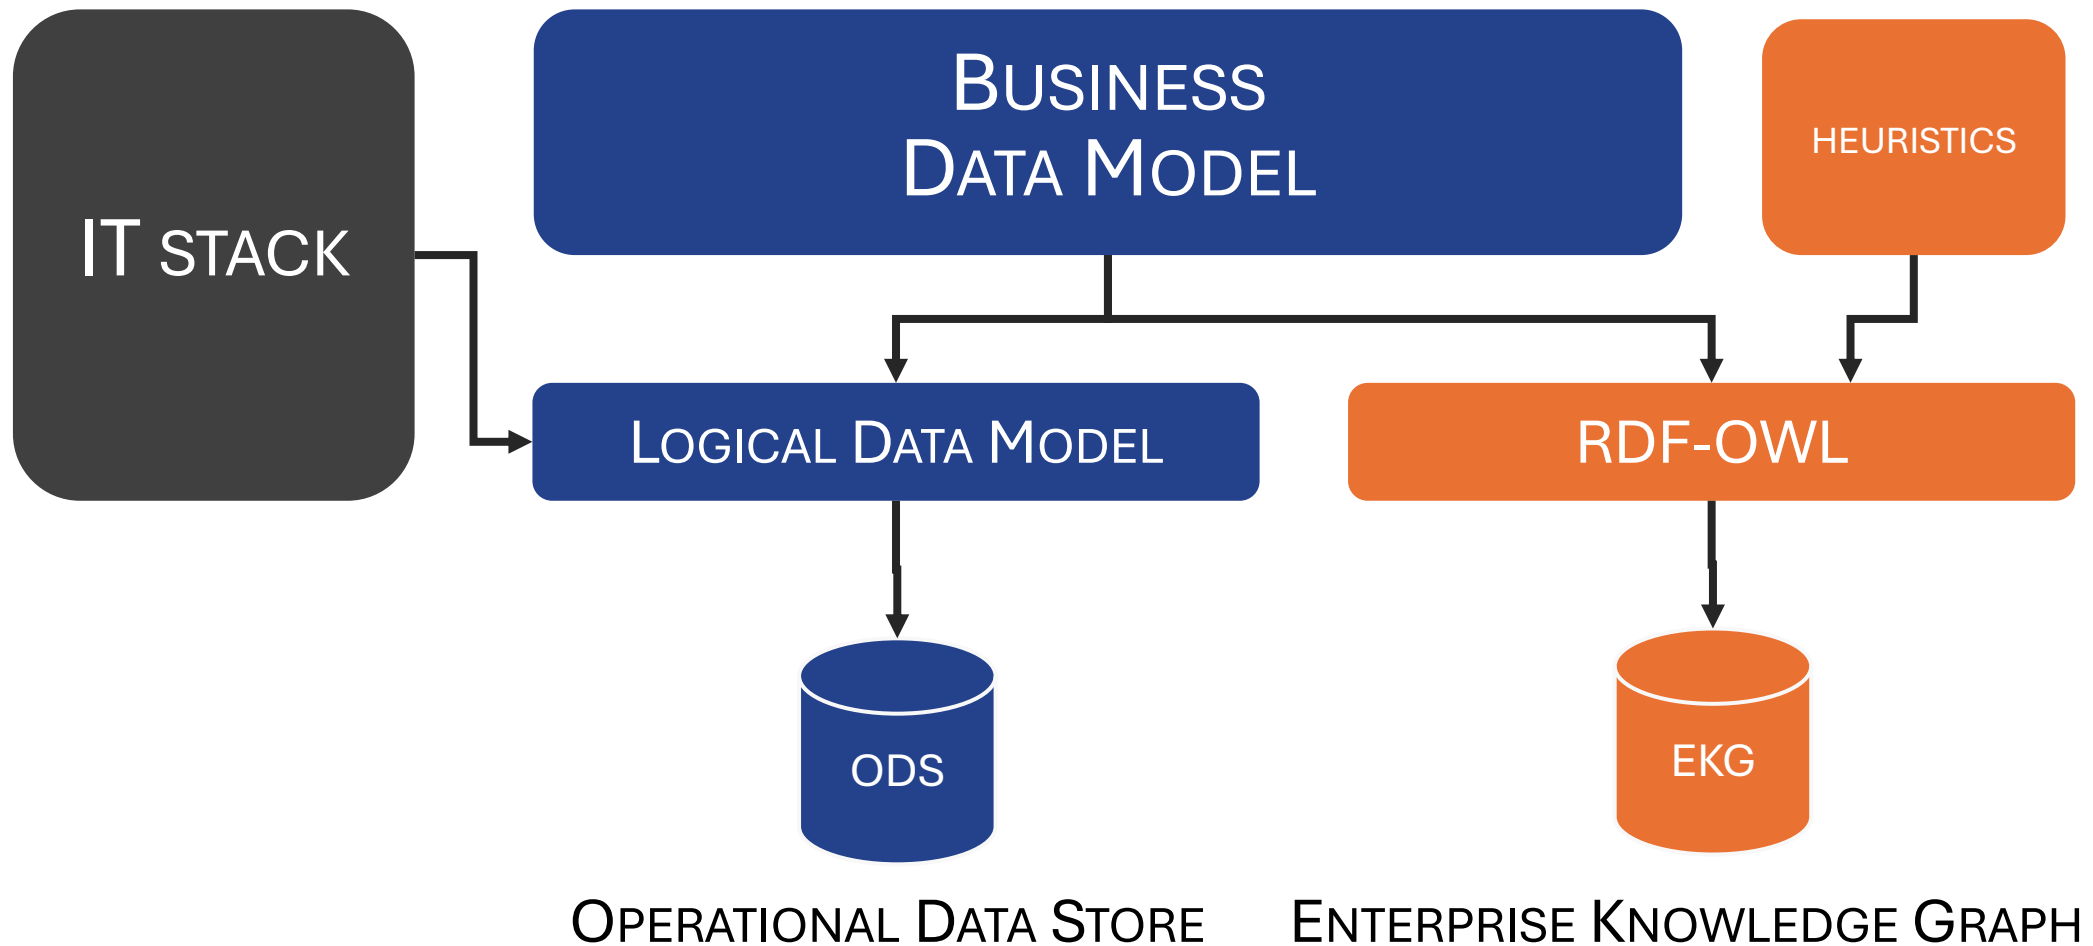 IT STACK
BUSINESS
DATA MODEL
HEURISTICS
LOGICAL DATA MODEL
RDF-OWL
ODS
EKG
OPERATIONAL DATA STORE
ENTERPRISE KNOWLEDGE GRAPH